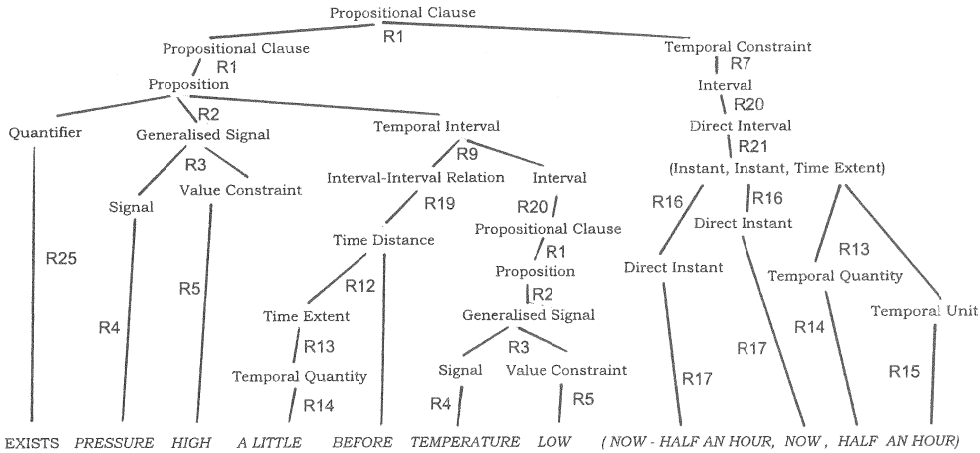 Propositional Clause
R1
Propositional Clause Temporal Constraint
R1 R7
Proposition Interval
R2 R20
Quantifier Generalised Signal Temporal Interval Direct Interval
R3 R9 R21
Value Constraint Interval-Interval Relation Interval (Instant, Instant, Time Extent)
Signal R19 R20 R16 R16
Time Distance Propositional Clause Direct Instant
R25 R1 R13
R5 R12 Proposition Direct Instant Temporal Quantity
R2
R4 Time Extent Generalised Signal R14 Temporal Unit
R13 R3 R17
Temporal Quantity Signal Value Constraint R17 R15
R14 R4 R5
EXISTS PRESSURE HIGH A LITTLE BEFORE TEMPERATURE LOW ( NOW - HALF AN HOUR, NOW , HALF AN HOUR)